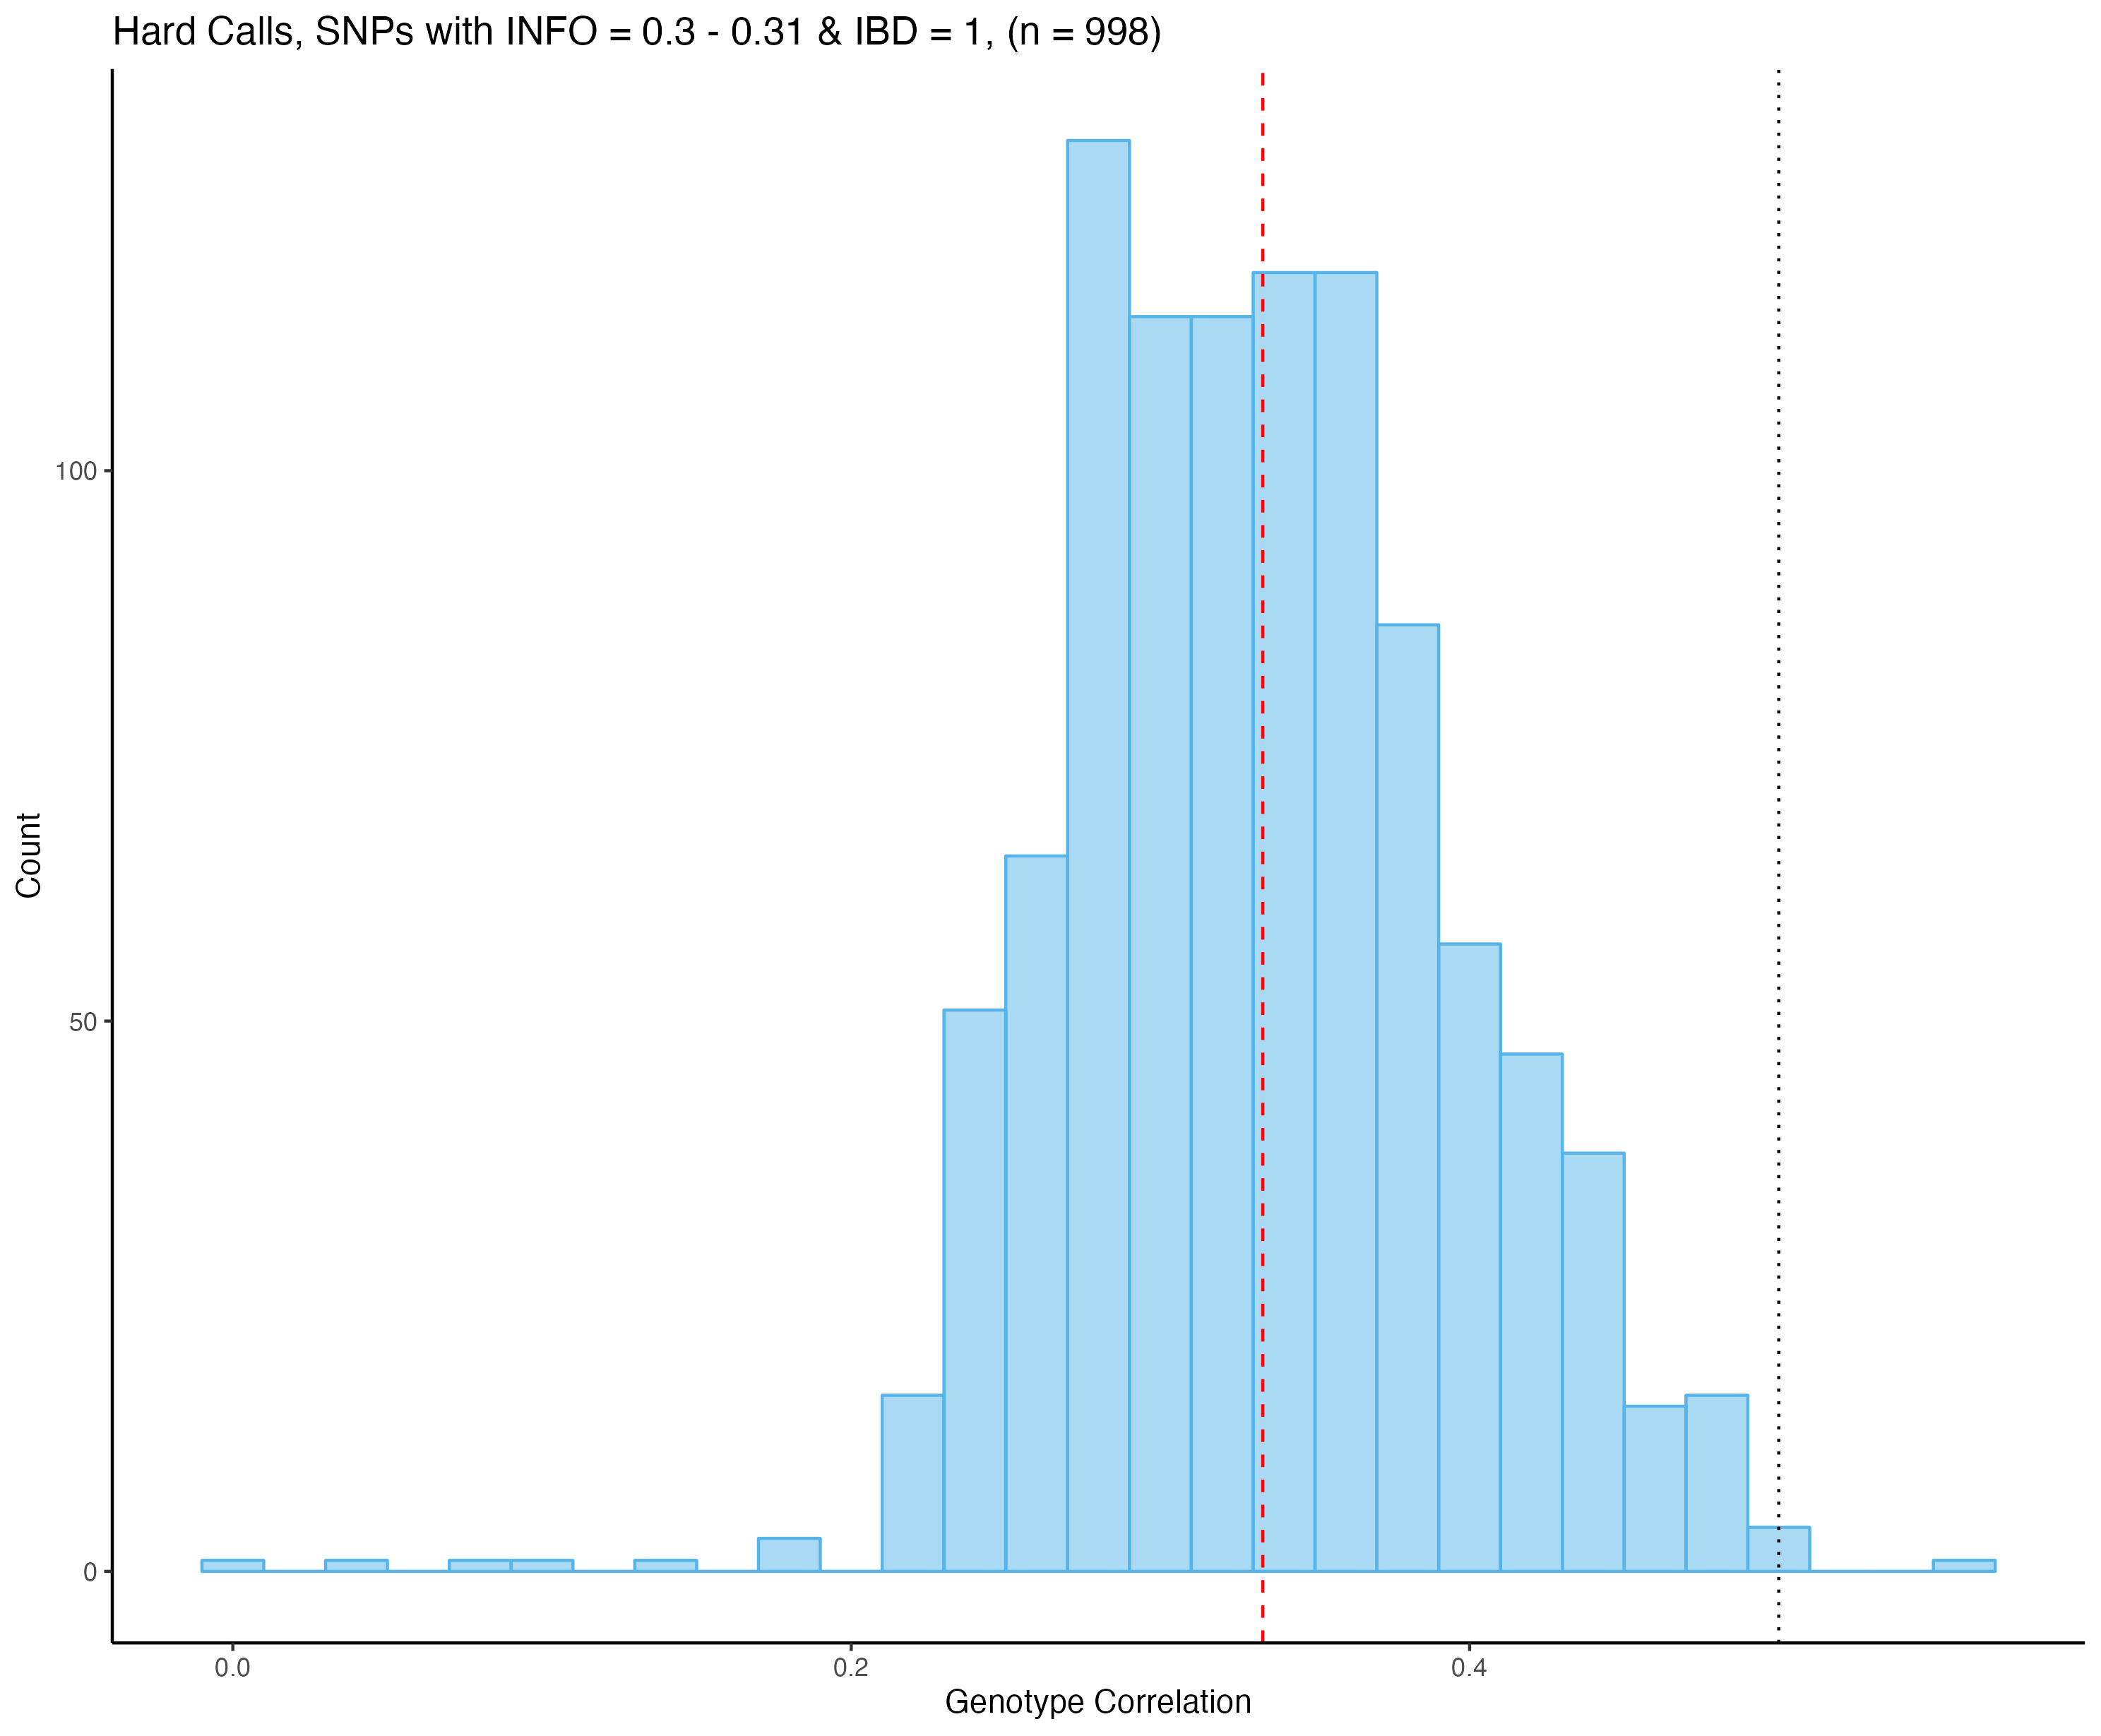 Hard Calls, SNPs with INFO = 0.3 - 0.31 & IBD = 1, (n = 998)
Count
100
50
0
0.0
0.2
0.4
Genotype Correlation